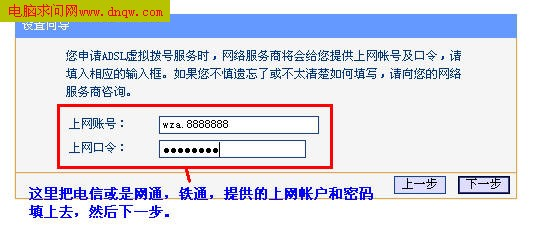 电脑求问网
www.dnqw.com
设置向导
您申请ADSL虚拟拨号服务时，网络服务商将会给您提供上网帐号及口令，请
填入相应的输入框。如果您不慎遗忘了或不太清楚如何填写，请向您的网络
服务商咨询。
上网账号： wza.8888888
上网口令： ●●●●●●●●
上一步 下一步
这里把电信或是网通，铁通，提供的上网帐户和密码
填上去，然后下一步。